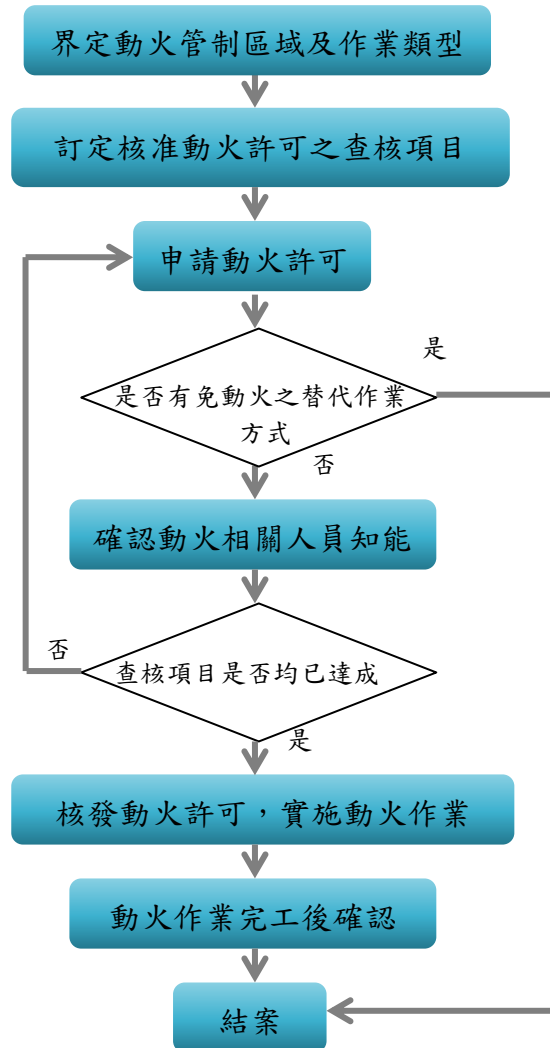 界定動火管制區域及作業類型
訂定核准動火許可之查核項目
申請動火許可
是
是否有免動火之替代作業
方式
否
確認動火相關人員知能
否
查核項目是否均已達成
是
核發動火許可，實施動火作業
動火作業完工後確認
結案